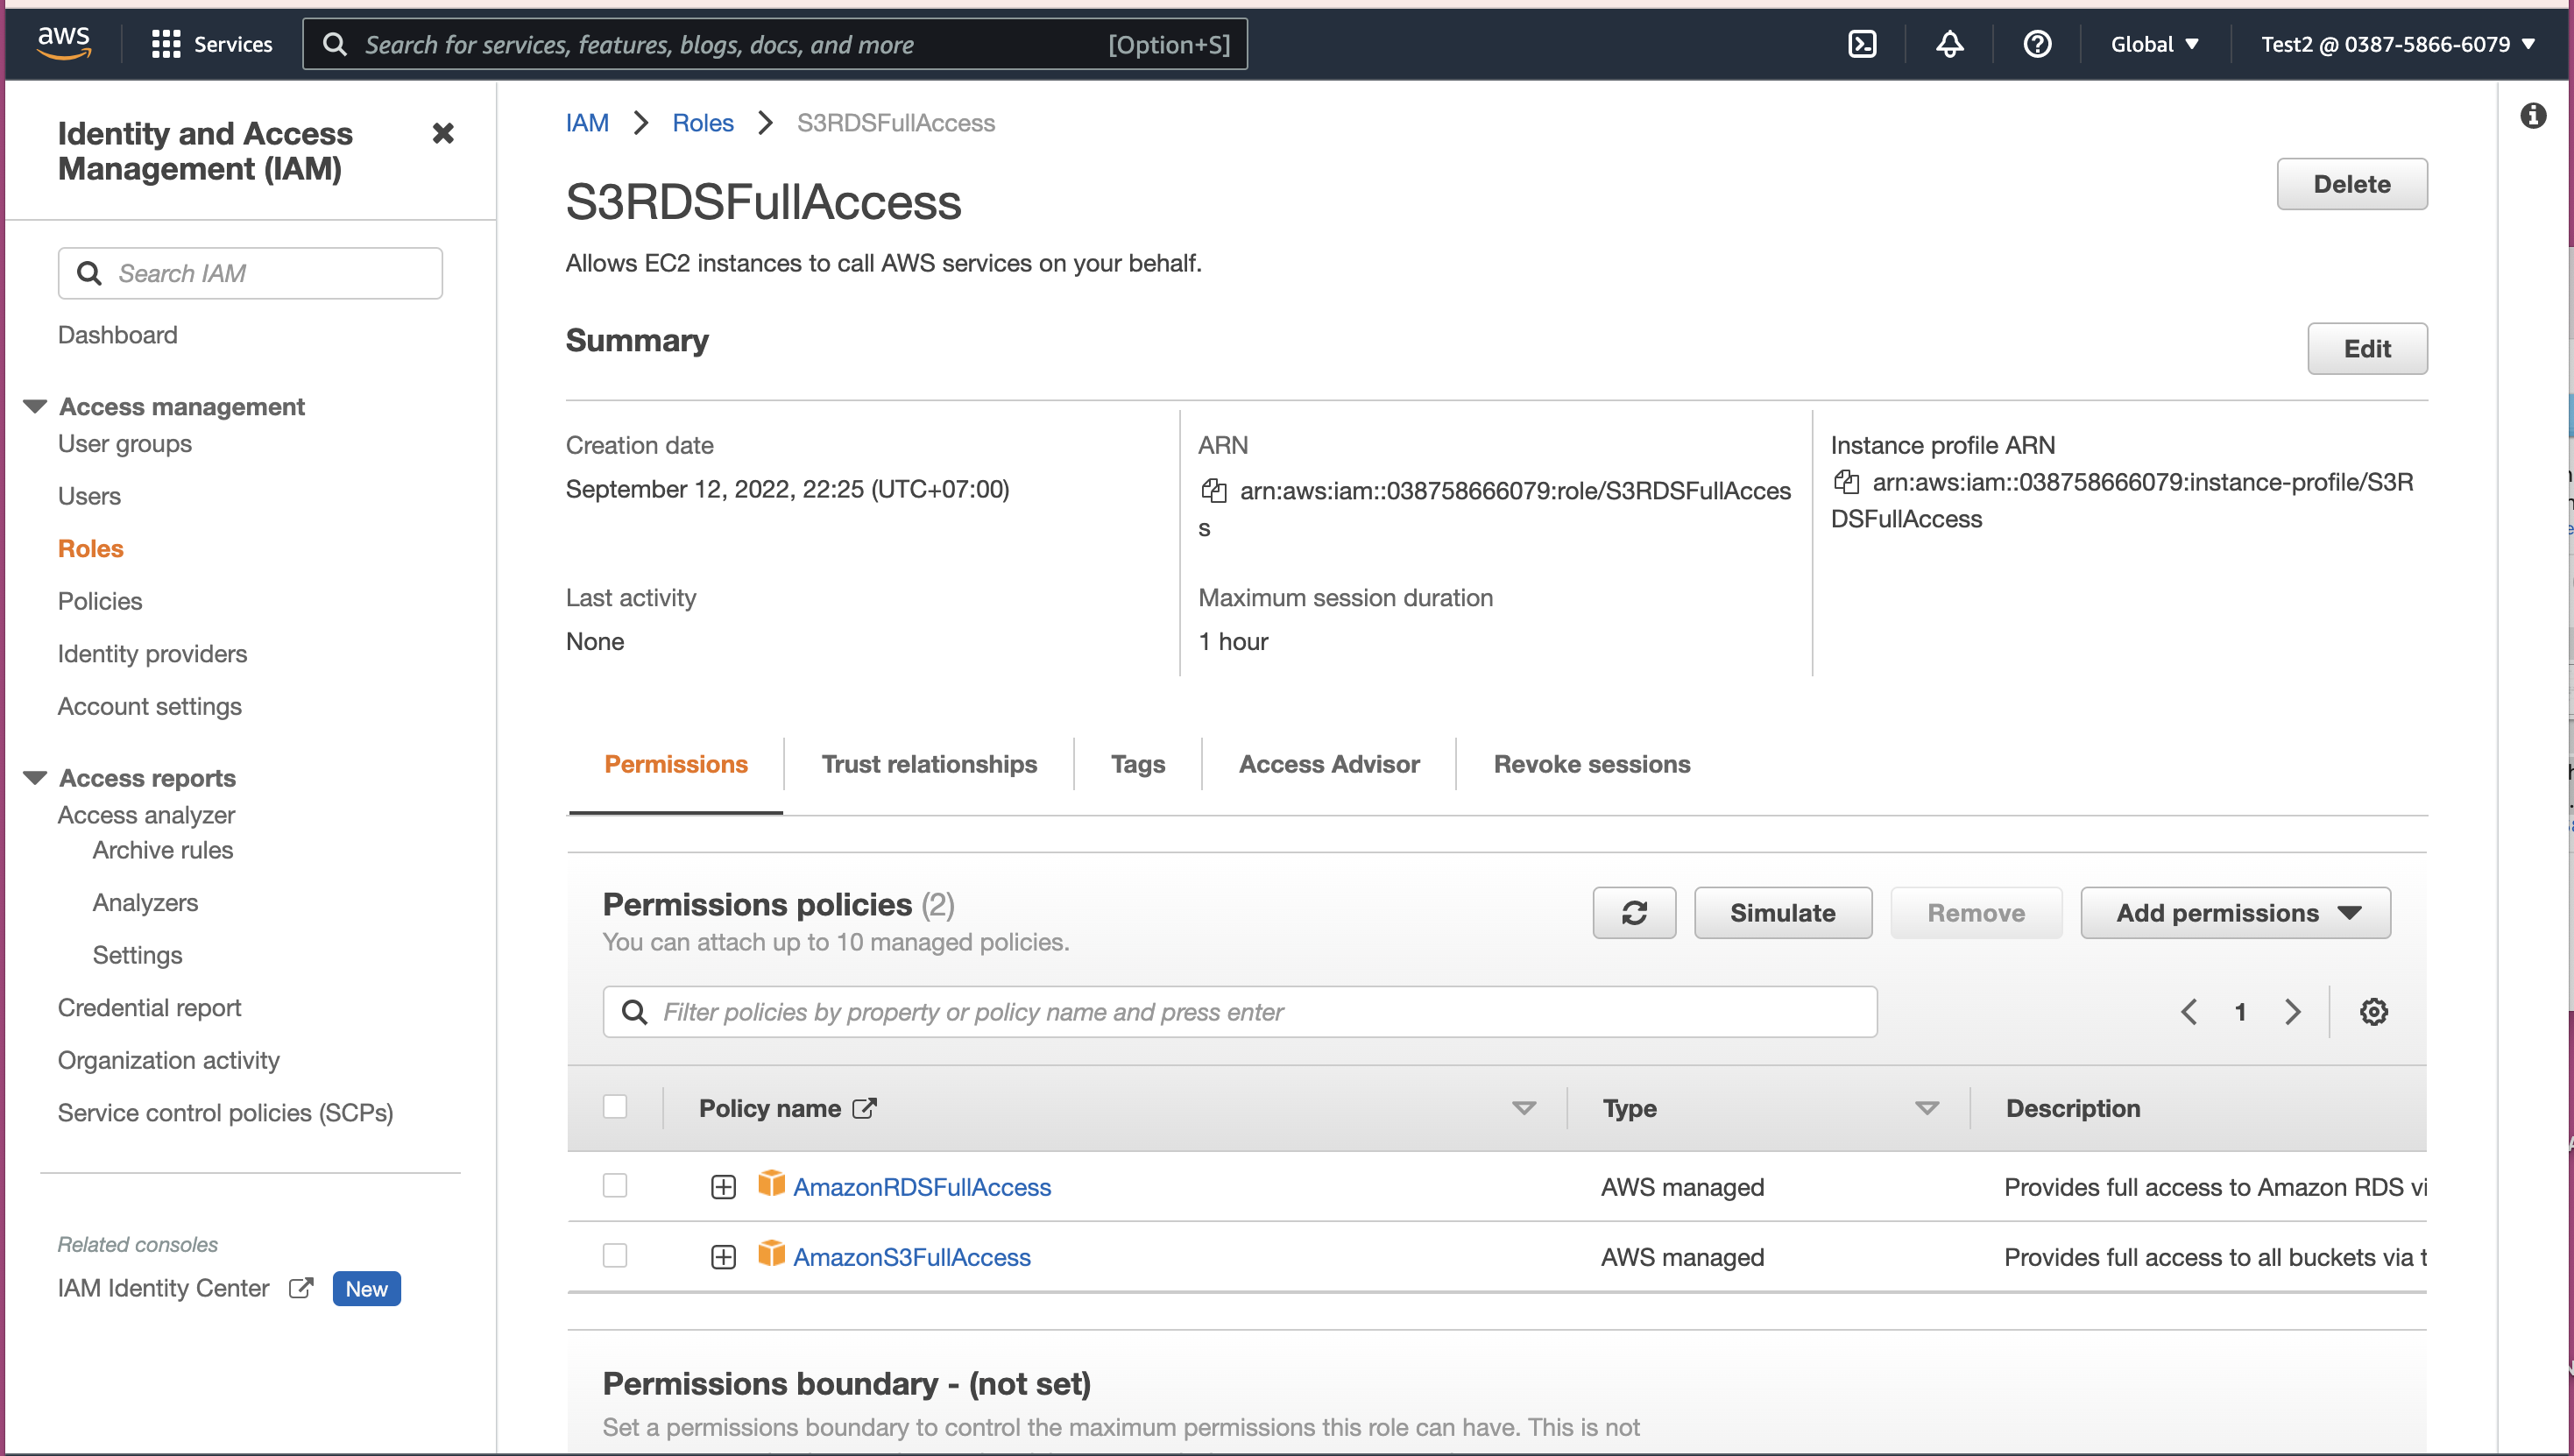 aws
Services
Search for services, features, blogs, docs, and more [Option+S]
Global
Test2 @ 0387-5866-6079
Identity and Access
Management (IAM)
Search IAM
Dashboard
Access management
User groups
Users
Roles
Policies
Identity providers
Account settings
Access reports
Access analyzer
Archive rules
Analyzers
Settings
Credential report
Organization activity
Service control policies (SCPs)
Related consoles
IAM Identity Center New
IAM > Roles > S3RDSFullAccess
S3RDSFullAccess
Delete
Allows EC2 instances to call AWS services on your behalf.
Summary
Edit
Creation date
September 12, 2022, 22:25 (UTC+07:00)
ARN
arn:aws:iam::038758666079:role/S3RDSFullAcces
s
Instance profile ARN
arn:aws:iam::038758666079:instance-profile/S3R
DSFullAccess
Last activity
None
Maximum session duration
1 hour
Permissions
Trust relationships
Tags
Access Advisor
Revoke sessions
Permissions policies (2)
You can attach up to 10 managed policies.
Simulate
Remove
Add permissions
Filter policies by property or policy name and press enter
1
Policy name
Type
Description
AmazonRDSFullAccess AWS managed Provides full access to Amazon RDS vi
AmazonS3FullAccess AWS managed Provides full access to all buckets via t
Permissions boundary - (not set)
Set a permissions boundary to control the maximum permissions this role can have. This is not